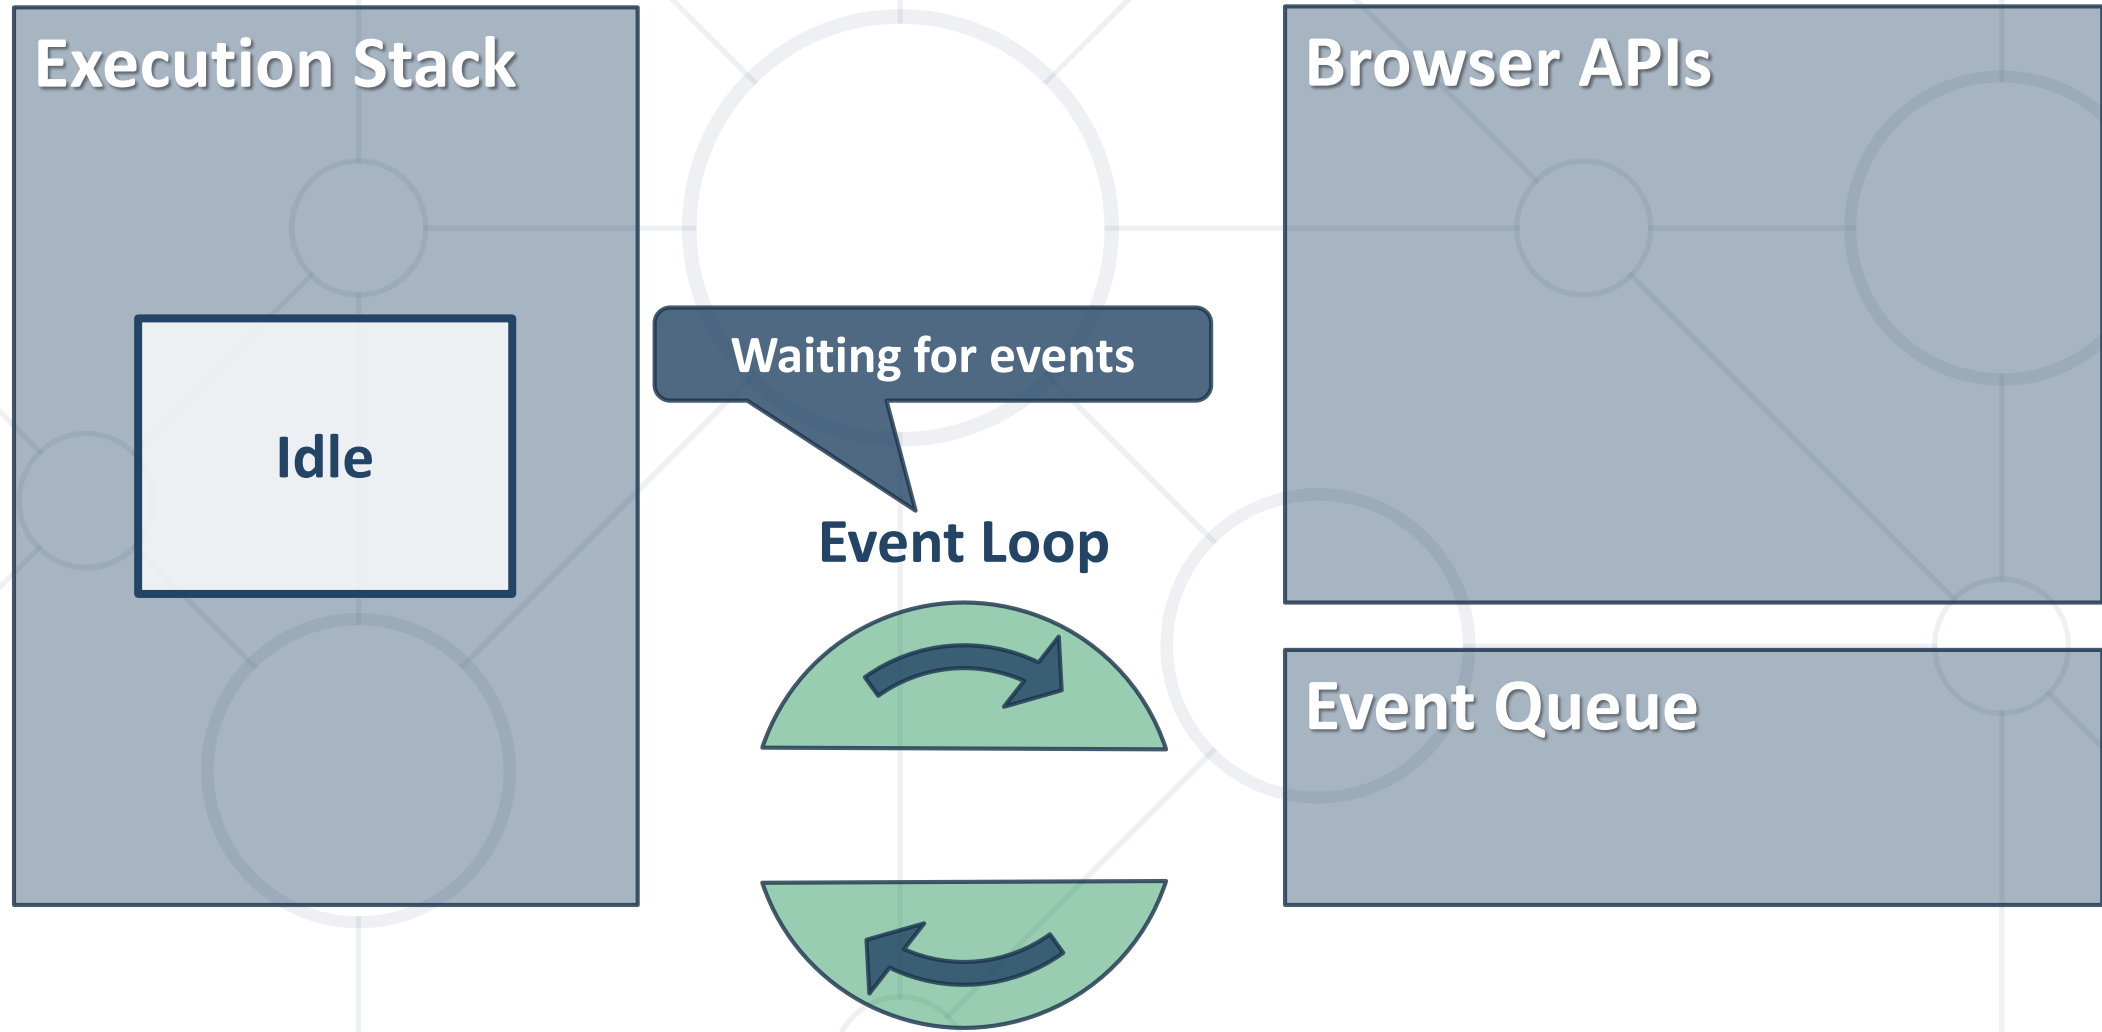 Execution Stack
Browser APIs
Waiting for events
Idle
Event Loop
Event Queue